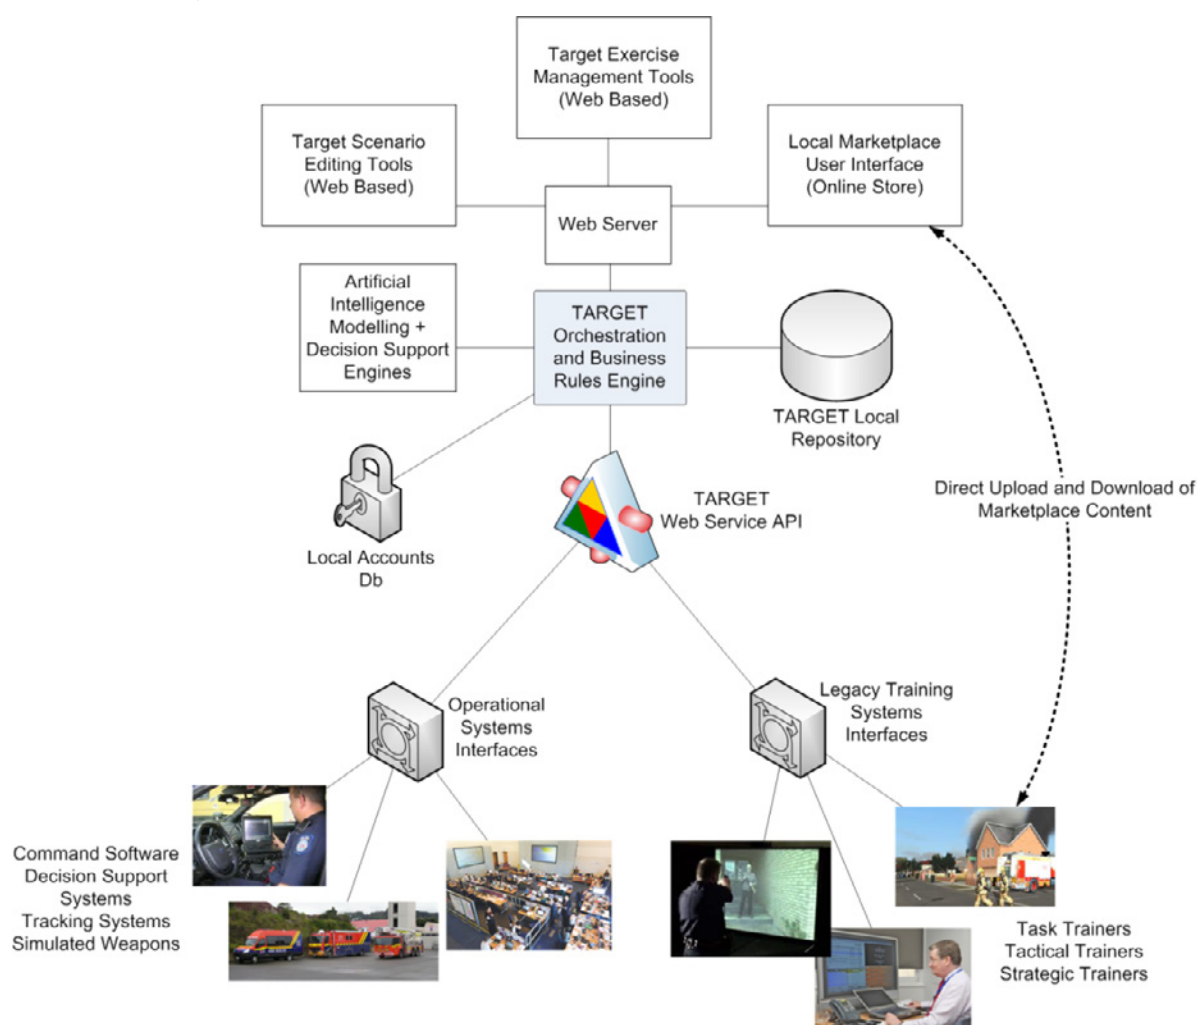 Target Exercise
Management Tools
(Web Based)
Target Scenario
Editing Tools
(Web Based)
Local Marketplace
User Interface
(Online Store)
Web Server
Artificial
Intelligence
Modelling +
Decision Support
Engines
TARGET
Orchestration
and Business
Rules Engine
TARGET Local
Repository
Local Accounts
Db
TARGET
Web Service API
Direct Upload and Download of
Marketplace Content
Operational
Systems
Interfaces
Legacy Training
Systems
Interfaces
Command Software
Decision Support
Systems
Tracking Systems
Simulated Weapons
Task Trainers
Tactical Trainers
Strategic Trainers